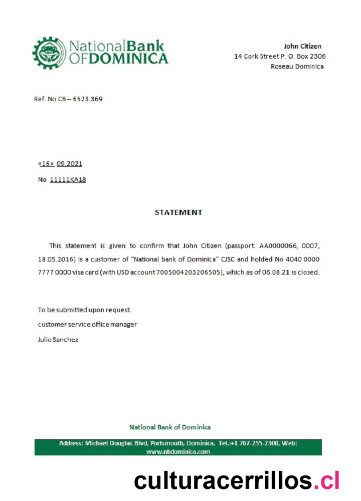 NationalBank
OF DOMINICA
John Citizen
14 Cork Street P. O. Box 2306
Roseau Dominica
Ref. No CB – 6523 369
«16» 09.2021
No 11111KA18
STATEMENT
This statement is given to confirm that John Citizen (passport: AA0000066, 0007,
18.05.2016) is a customer of "National bank of Dominica" CJSC and holded No 4040 0000
7777 0000 visa card (with USD account 7005004203206505), which as of 06.08.21 is closed.
To be submitted upon request.
customer service office manager
Julio Sanchez
National Bank of Dominica
Address: Michael Douglas Blvd, Portsmouth, Dominica, Tel.:+1 767-255-2300, Web:
www.nbdominica.com
culturacerrillos.cl